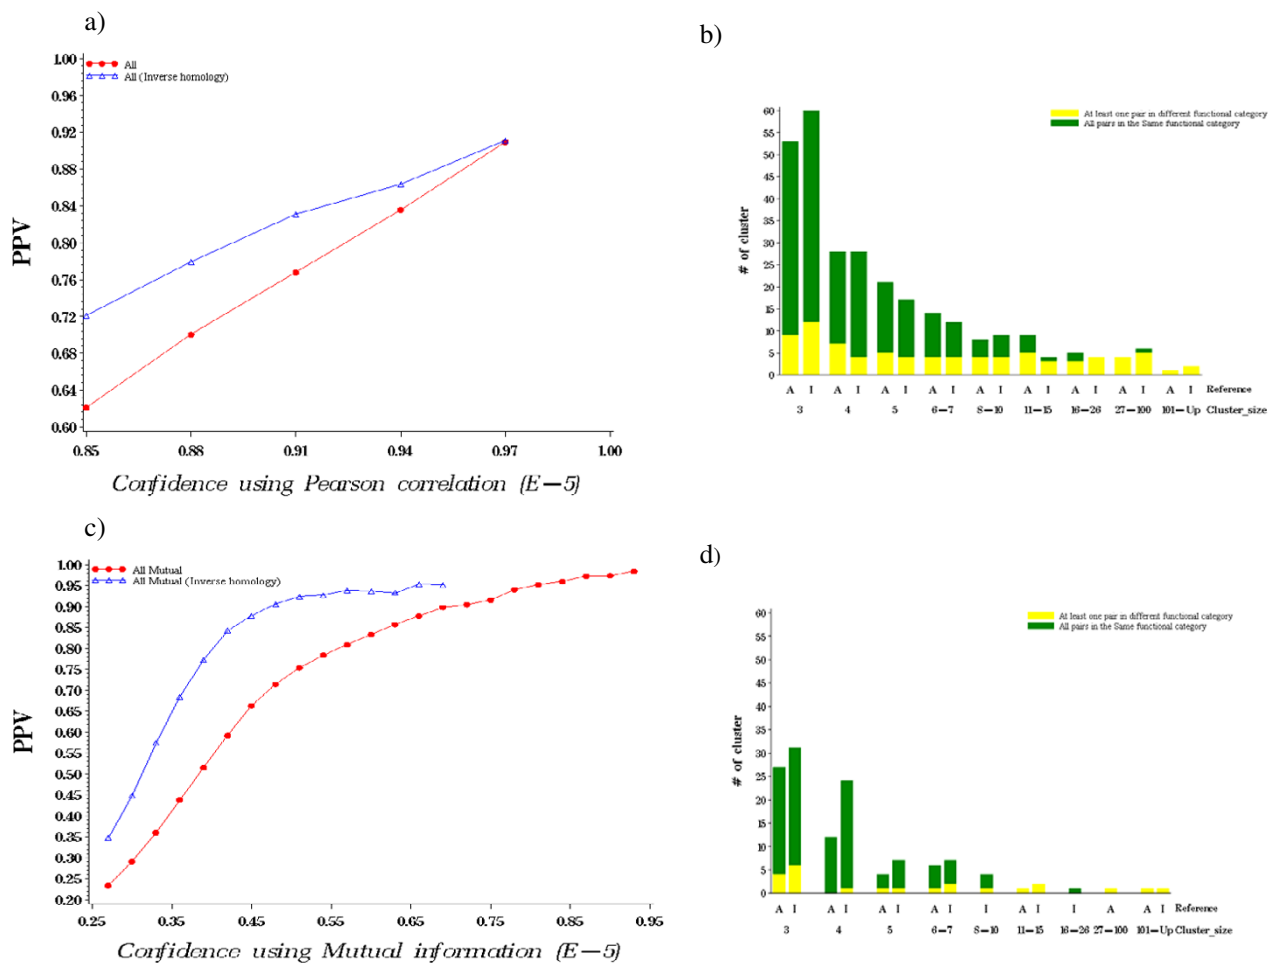 a)
1.00
0.96
0.92
0.88
0.84
0.80
0.76
0.72
0.68
0.64
0.60
PPV
All
All (Inverse homology)
0.85 0.88 0.91 0.94 0.97 1.00
Confidence using Pearson correlation (E-5)
b)
60
55
50
45
40
35
30
25
20
15
10
5
0
# of cluster
At least one pair in different functional category
All pairs in the Same functional category
A I A I A I A I A I A I A I A I A I Reference
3 4 5 6-7 8-10 11-15 16-26 27-100 101-Up Cluster_size
c)
1.00
0.95
0.90
0.85
0.80
0.75
0.70
0.65
0.60
0.55
0.50
0.45
0.40
0.35
0.30
0.25
0.20
PPV
All Mutual
All Mutual (Inverse homology)
0.25 0.35 0.45 0.55 0.65 0.75 0.85 0.95
Confidence using Mutual information (E-5)
d)
60
55
50
45
40
35
30
25
20
15
10
5
0
# of cluster
At least one pair in different functional category
All pairs in the Same functional category
A I A I A I A I I A I I A A I Reference
3 4 5 6-7 8-10 11-15 16-26 27-100 101-Up Cluster_size